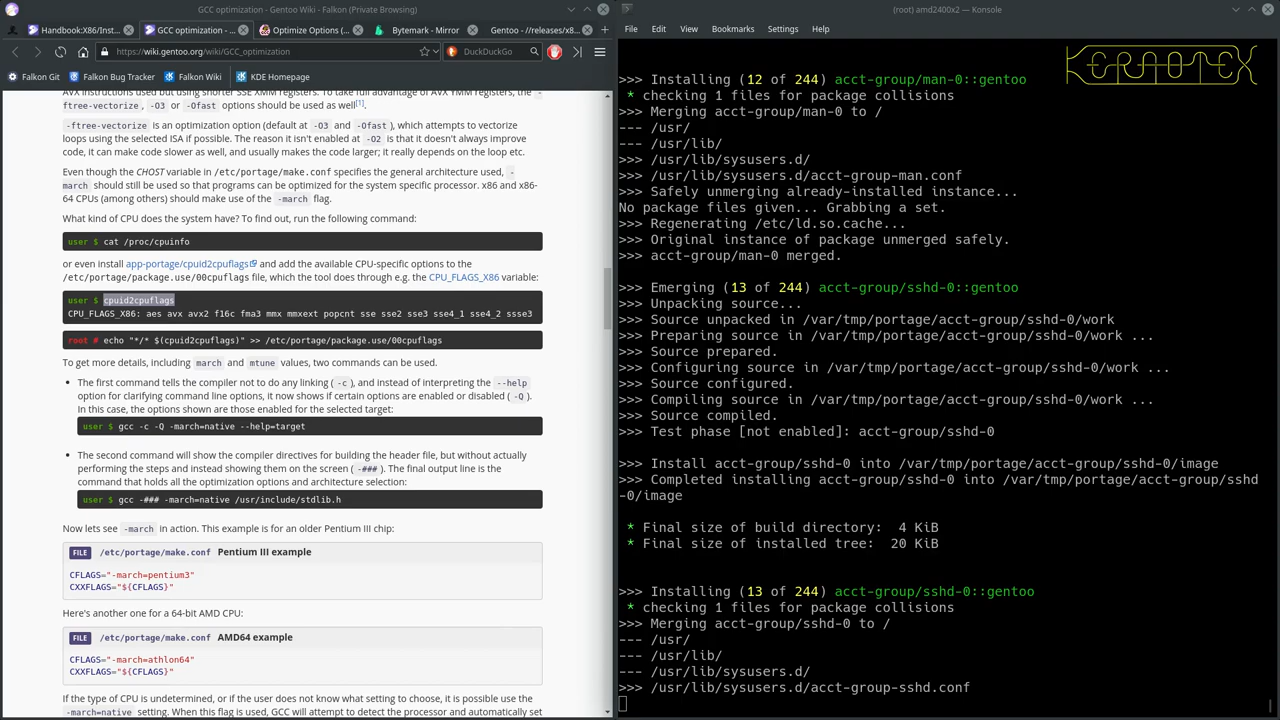 GCC optimization - Gentoo - Falkon (Private Browsing)
Handbook:X86/Inst...
GCC optimization - ...
Optimize Options (...
Bytemark - Mirror
Gentoo - //releases/x8...
https://wiki.gentoo.org/wiki/GCC_optimization
DuckDuckGo
Falkon Git
Falkon Bug Tracker
Falkon Wiki
KDE Homepage
AVX instructions used but using shorter SSE XMM registers. To take full advantage of AVX YMM registers, the -
ftree-vectorize, -O3 or -Ofast options should be used as well[1].
-ftree-vectorize is an optimization option (default at -O3 and -Ofast), which attempts to vectorize
loops using the selected ISA if possible. The reason it isn't enabled at -O2 is that it doesn't always improve
code, it can make code slower as well, and usually makes the code larger; it really depends on the loop etc.
Even though the CHOST variable in /etc/portage/make.conf specifies the general architecture used, -
march should still be used so that programs can be optimized for the system specific processor. x86 and x86-
64 CPUs (among others) should make use of the -march flag.
What kind of CPU does the system have? To find out, run the following command:
user $ cat /proc/cpuinfo
or even install app-portage/cpuid2cpuflags and add the available CPU-specific options to the
/etc/portage/package.use/00cpuflags file, which the tool does through e.g. the CPU_FLAGS_X86 variable:
user $ cpuid2cpuflags
CPU_FLAGS_X86: aes avx avx2 f16c fma3 mmx mmxext popcnt sse sse2 sse3 sse4_1 sse4_2 ssse3
root # echo "*/* $(cpuid2cpuflags)" >> /etc/portage/package.use/00cpuflags
To get more details, including march and mtune values, two commands can be used.
The first command tells the compiler not to do any linking (-c), and instead of interpreting the --help
option for clarifying command line options, it now shows if certain options are enabled or disabled (-Q).
In this case, the options shown are those enabled for the selected target:
user $ gcc -c -Q -march=native --help=target
The second command will show the compiler directives for building the header file, but without actually
performing the steps and instead showing them on the screen (-###). The final output line is the
command that holds all the optimization options and architecture selection:
user $ gcc -### -march=native /usr/include/stdlib.h
Now lets see -march in action. This example is for an older Pentium III chip:
FILE /etc/portage/make.conf Pentium III example
CFLAGS="-march=pentium3"
CXXFLAGS="${CFLAGS}"
Here's another one for a 64-bit AMD CPU:
FILE /etc/portage/make.conf AMD64 example
CFLAGS="-march=athlon64"
CXXFLAGS="${CFLAGS}"
If the type of CPU is undetermined, or if the user does not know what setting to choose, it is possible use the
-march=native setting. When this flag is used, GCC will attempt to detect the processor and automatically set
(root) amd2400x2 — Konsole
File Edit View Bookmarks Settings Help
>>> Installing (12 of 244) acct-group/man-0::gentoo
* checking 1 files for package collisions
>>> Merging acct-group/man-0 to /
--- /usr/
--- /usr/lib/
>>> /usr/lib/sysusers.d/
>>> /usr/lib/sysusers.d/acct-group-man.conf
>>> Safely unmerging already-installed instance...
No package files given... Grabbing a set.
>>> Regenerating /etc/ld.so.cache...
>>> Original instance of package unmerged safely.
>>> acct-group/man-0 merged.
>>> Emerging (13 of 244) acct-group/sshd-0::gentoo
>>> Unpacking source...
>>> Source unpacked in /var/tmp/portage/acct-group/sshd-0/work
>>> Preparing source in /var/tmp/portage/acct-group/sshd-0/work ...
>>> Source prepared.
>>> Configuring source in /var/tmp/portage/acct-group/sshd-0/work ...
>>> Source configured.
>>> Compiling source in /var/tmp/portage/acct-group/sshd-0/work ...
>>> Source compiled.
>>> Test phase [not enabled]: acct-group/sshd-0
>>> Install acct-group/sshd-0 into /var/tmp/portage/acct-group/sshd-0/image
>>> Completed installing acct-group/sshd-0 into /var/tmp/portage/acct-group/sshd
-0/image
* Final size of build directory:  4 KiB
* Final size of installed tree: 20 KiB
>>> Installing (13 of 244) acct-group/sshd-0::gentoo
* checking 1 files for package collisions
>>> Merging acct-group/sshd-0 to /
--- /usr/
--- /usr/lib/
--- /usr/lib/sysusers.d/
>>> /usr/lib/sysusers.d/acct-group-sshd.conf